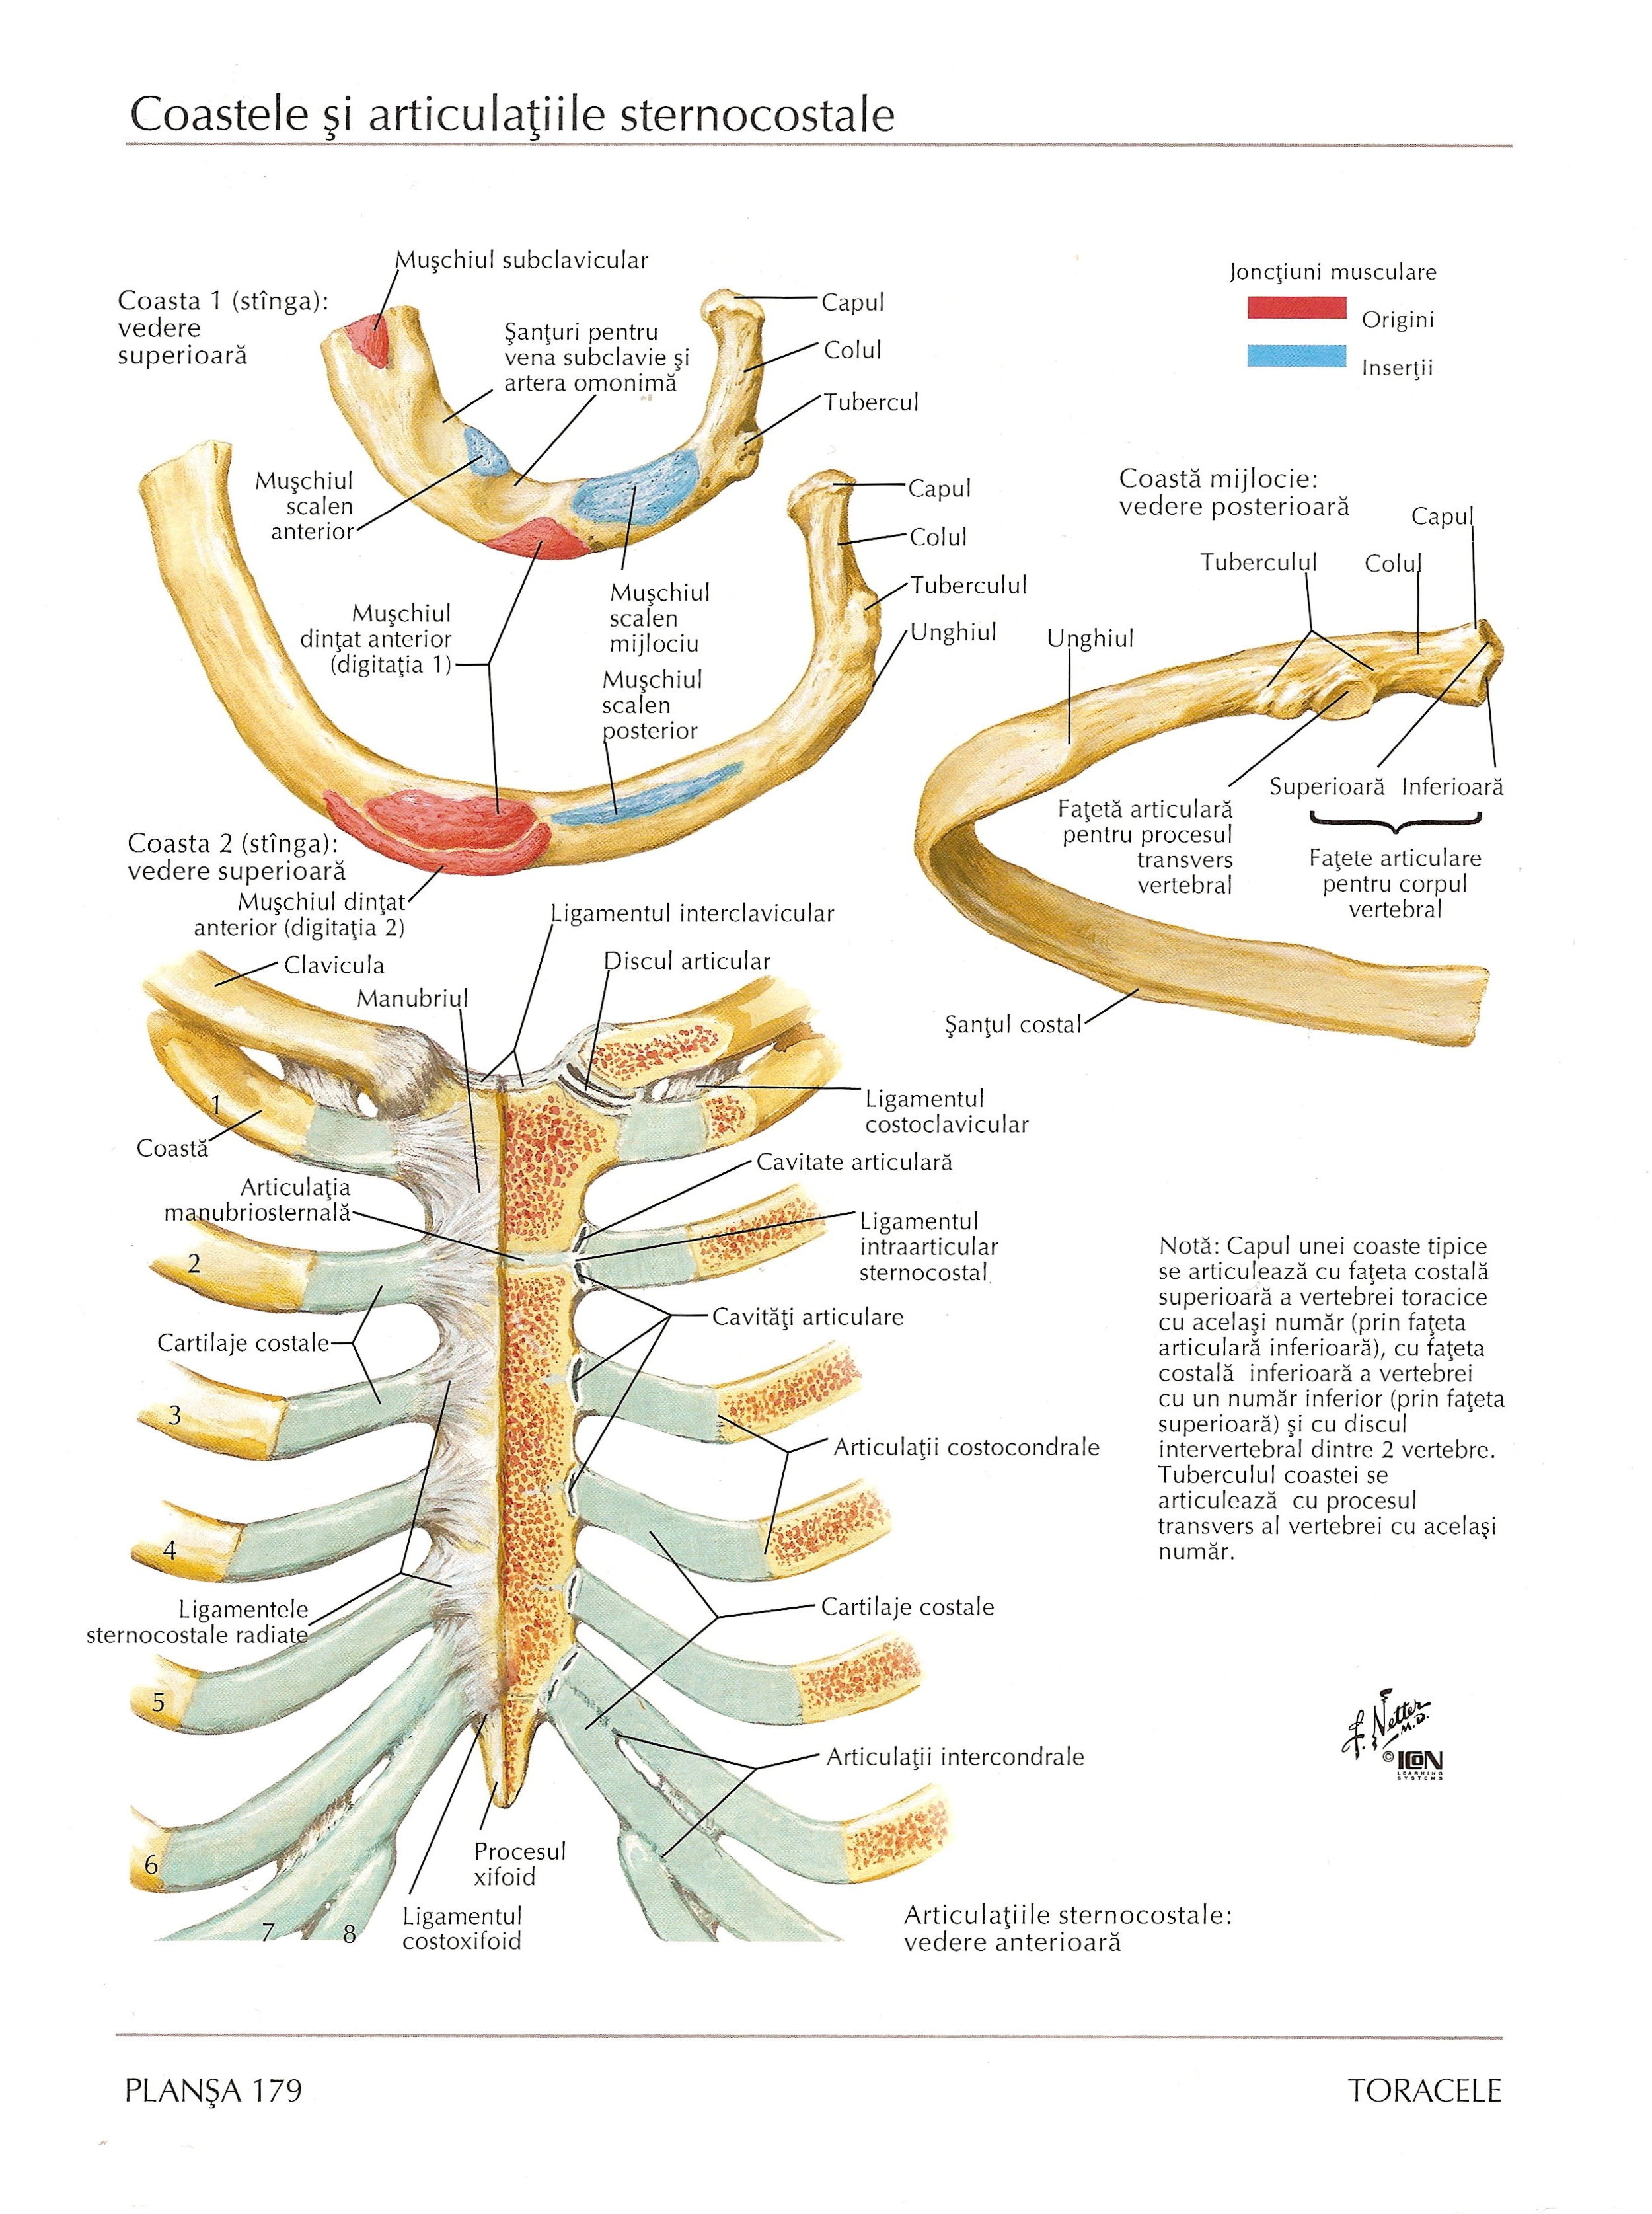 Coastele şi articulaţiile sternocostale
Muşchiul subclavicular
Coasta 1 (stînga):
vedere
superioară
Şanţuri pentru
vena subclavie şi
artera omonimă
Capul
Colul
Tubercul
Joncţiuni musculare
Origini
Inserţii
Muşchiul
scalen
anterior
Capul
Colul
Tuberculul
Unghiul
Muşchiul
dinţat anterior
(digitaţia 1)
Muşchiul
scalen
mijlociu
Muşchiul
scalen
posterior
Coasta 2 (stînga):
vedere superioară
Muşchiul dinţat
anterior (digitaţia 2)
Coastă mijlocie:
vedere posterioară
Capul
Tuberculul
Colul
Unghiul
Superioară
Inferioară
Faţetă articulară
pentru procesul
transvers
vertebral
Faţete articulare
pentru corpul
vertebral
Şanţul costal
Ligamentul interclavicular
Clavicula
Discul articular
Manubriul
1
Coastă
Ligamentul
costoclavicular
Cavitate articulară
Articulaţia
manubriosternală
Ligamentul
intraarticular
sternocostal
2
Cavităţi articulare
Cartilaje costale
3
Articulaţii costocondrale
4
Ligamentele
sternocostale radiate
Cartilaje costale
5
Articulaţii intercondrale
6
Procesul
xifoid
7
8
Ligamentul
costoxifoid
Articulaţiile sternocostale:
vedere anterioară
Notă: Capul unei coaste tipice
se articulează cu faţeta costală
superioară a vertebrei toracice
cu acelaşi număr (prin faţeta
articulară inferioară), cu faţeta
costală inferioară a vertebrei
cu un număr inferior (prin faţeta
superioară) şi cu discul
intervertebral dintre 2 vertebre.
Tuberculul coastei se
articulează cu procesul
transvers al vertebrei cu acelaşi
număr.
F. Netter
M.D.
© ICON
LEARNING
SYSTEMS
PLANŞA 179
TORACELE